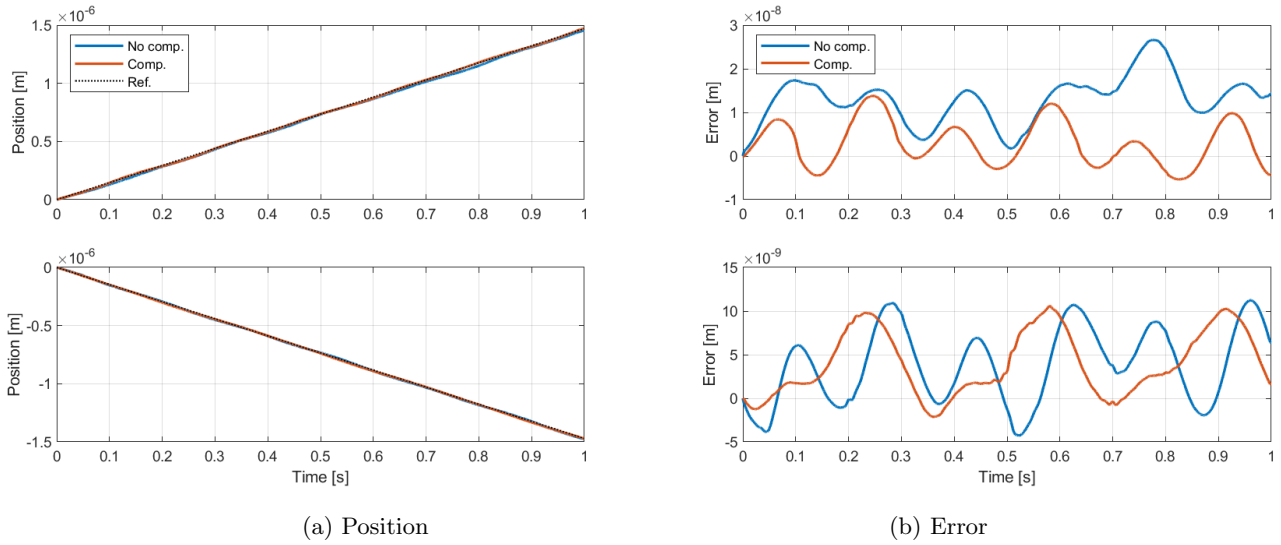 ×10^-6
1.5
1
0.5
0
Position [m]
No comp.
Comp.
Ref.
0 0.1 0.2 0.3 0.4 0.5 0.6 0.7 0.8 0.9 1
×10^-6
0
-0.5
-1
-1.5
Position [m]
0 0.1 0.2 0.3 0.4 0.5 0.6 0.7 0.8 0.9 1
Time [s]
(a) Position
×10^-8
3
2
1
0
-1
Error [m]
No comp.
Comp.
0 0.1 0.2 0.3 0.4 0.5 0.6 0.7 0.8 0.9 1
×10^-9
15
10
5
0
-5
Error [m]
0 0.1 0.2 0.3 0.4 0.5 0.6 0.7 0.8 0.9 1
Time [s]
(b) Error